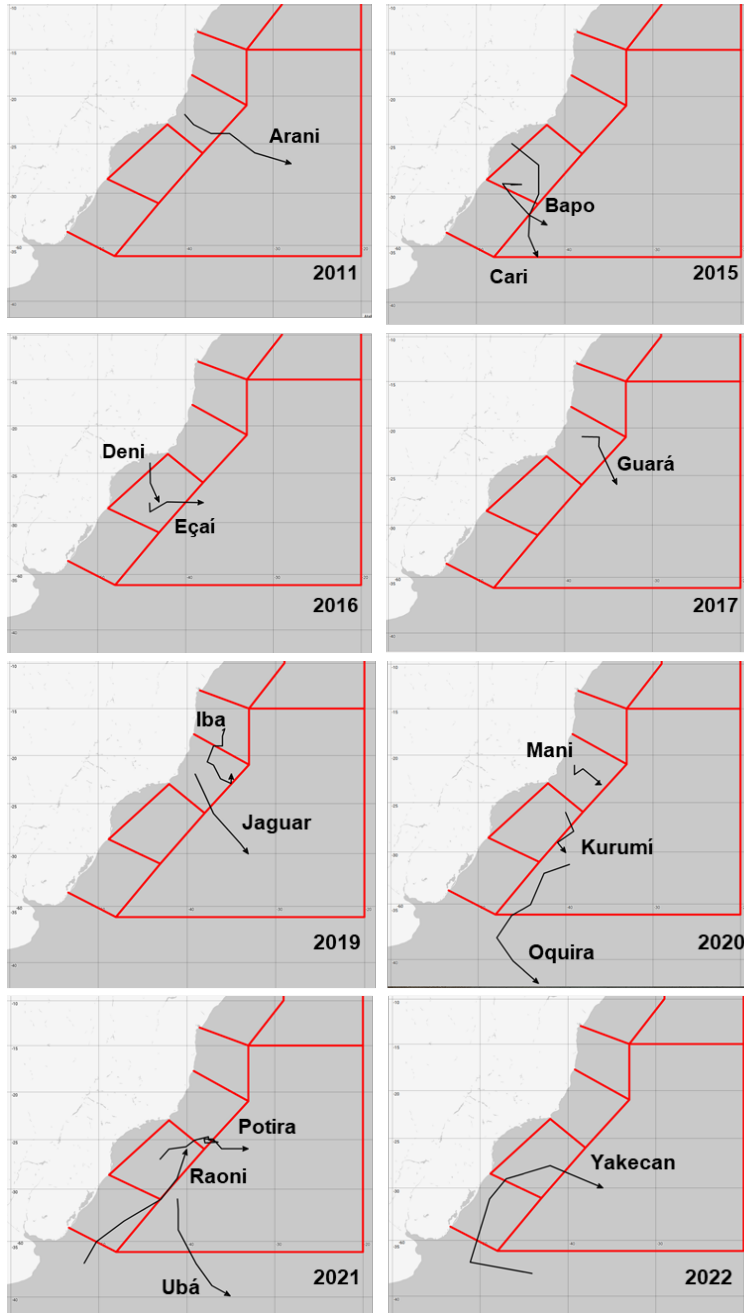 Arani
2011
Bapo
Cari
2015
Deni
Eçaí
2016
Guará
2017
Iba
Jaguar
2019
Mani
Kurumí
Oquira
2020
Potira
Raoni
Ubá
2021
Yakecan
2022